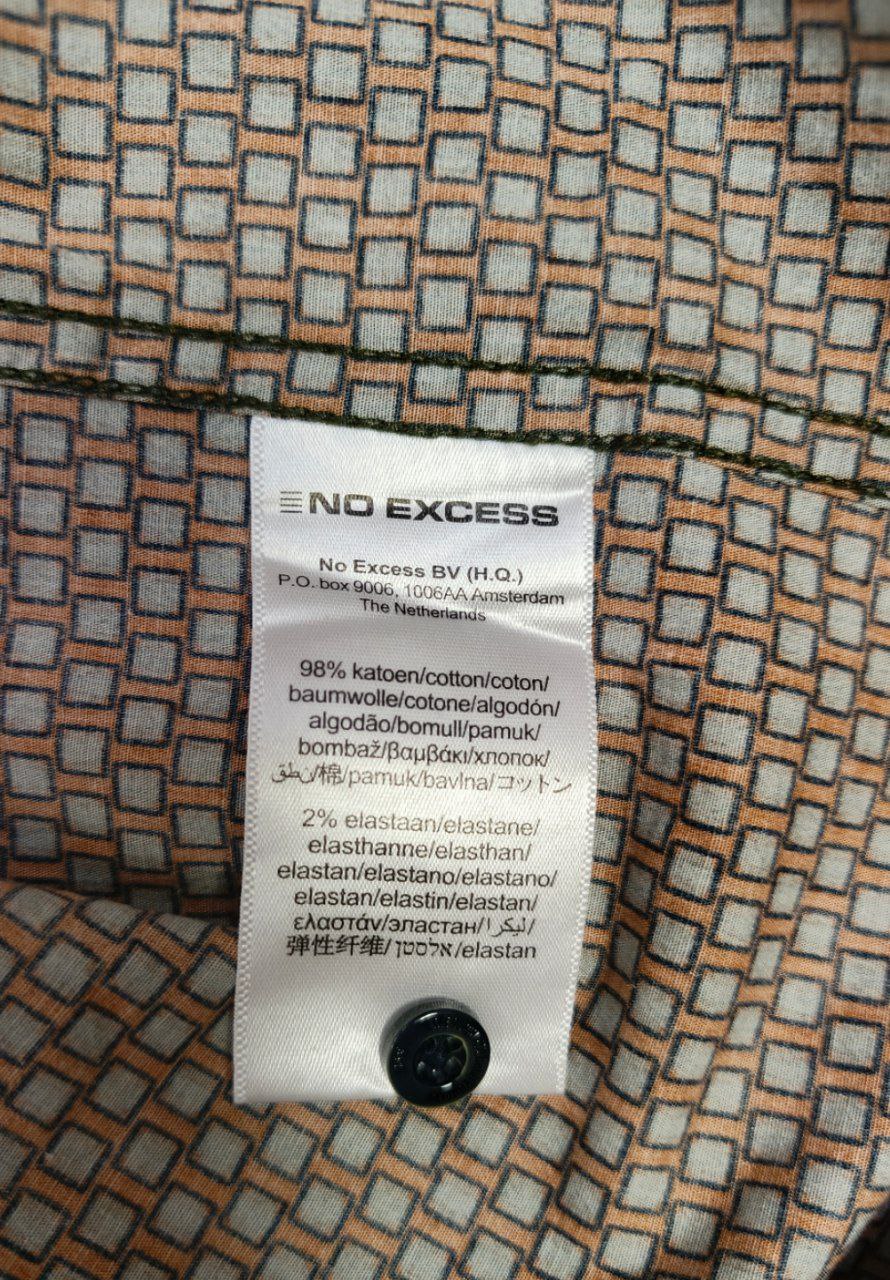 NO EXCESS
No Excess BV (H.Q.)
P.O. box 9006, 1006AA Amsterdam
The Netherlands
98% katoen/cotton/coton/
baumwolle/cotone/algodón/
algodão/bomull/pamuk/
bombaž/βαμβάκι/хлопок/
نطق/棉/pamuk/bavlna/コットン
2% elastaan/elastane/
elasthanne/elasthan/
elastan/elastano/elastano/
elastan/elastin/elastan/
ελαστάν/эластан/ليكرا/
弹性纤维/אלסטן/elastan